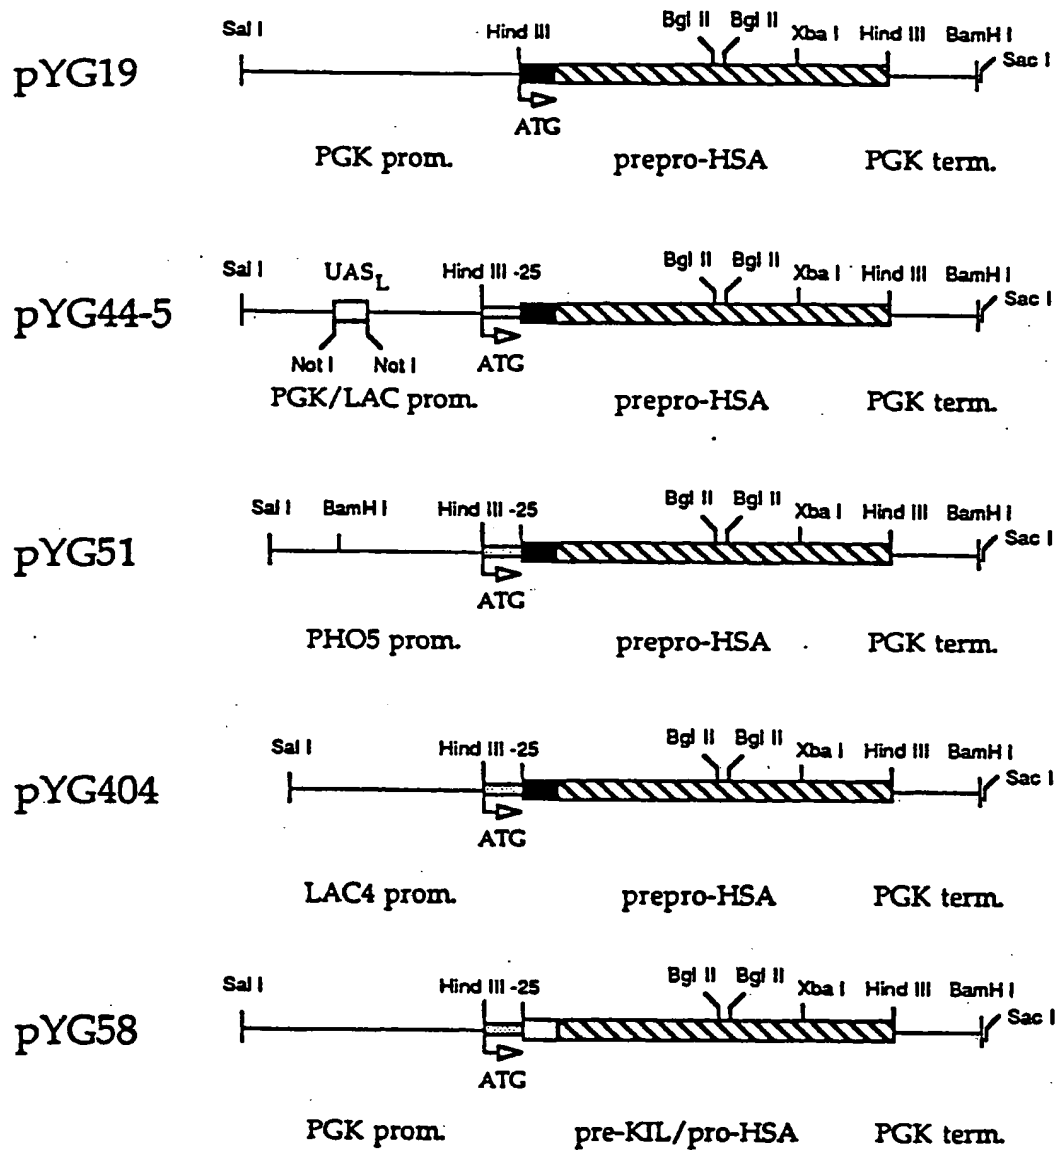 Sal I Hind III Bgl II Bgl II Xba I Hind III BamH I
pYG19 Sac I
ATG
PGK prom. prepro-HSA PGK term.
Sal I UAS L Hind III -25 Bgl II Bgl II Xba I Hind III BamH I
pYG44-5 Sac I
Not I Not I ATG
PGK/LAC prom. prepro-HSA PGK term.
Sal I BamH I Hind III -25 Bgl II Bgl II Xba I Hind III BamH I
pYG51 Sac I
ATG
PHO5 prom. prepro-HSA PGK term.
Sal I Hind III -25 Bgl II Bgl II Xba I Hind III BamH I
pYG404 Sac I
ATG
LAC4 prom. prepro-HSA PGK term.
Sal I Hind III -25 Bgl II Bgl II Xba I Hind III BamH I
pYG58 Sac I
ATG
PGK prom. pre-KIL/pro-HSA PGK term.